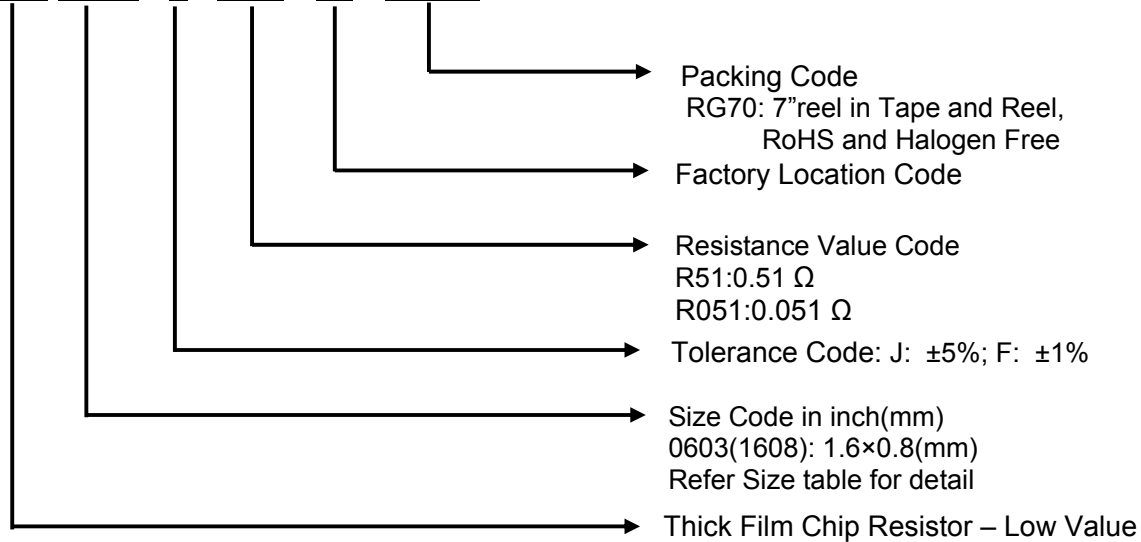 Packing Code
RG70: 7”reel in Tape and Reel,
RoHS and Halogen Free
Factory Location Code
Resistance Value Code
R51:0.51 Ω
R051:0.051 Ω
Tolerance Code: J: ±5%; F: ±1%
Size Code in inch(mm)
0603(1608): 1.6×0.8(mm)
Refer Size table for detail
Thick Film Chip Resistor – Low Value